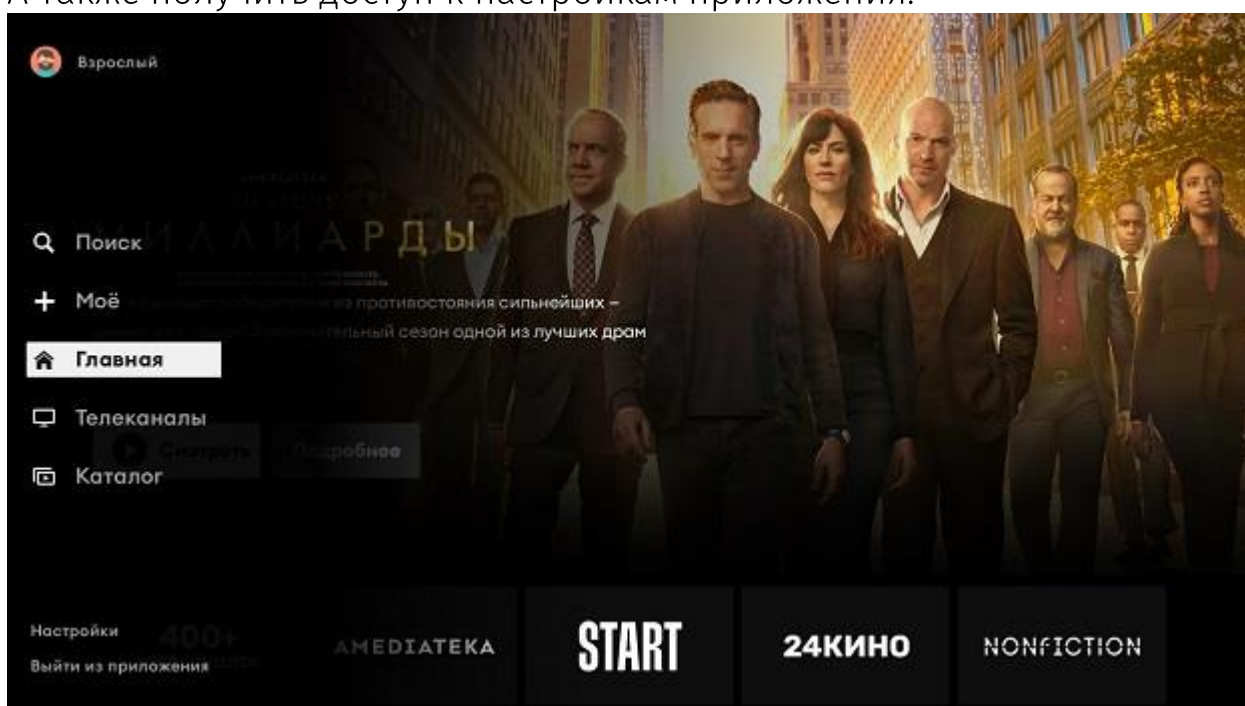 А также получить доступ к настройкам приложения.
Взрослый
Поиск
МИЛЛИАРДЫ
Моё
из противостояния сильнейших –
сезон одной из лучших драм
Главная
Телеканалы
Смотреть Подробнее
Каталог
Настройки
400+
AMEDIATEKA
START
24КИНО
NONFICTION
Выйти из приложения